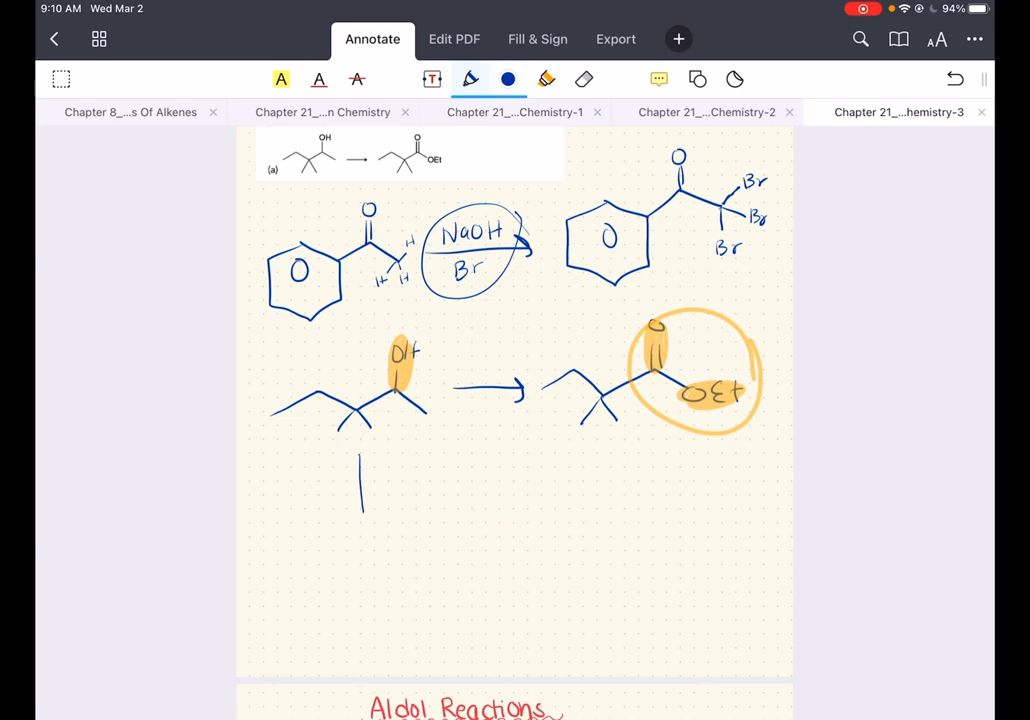 9:10 AM Wed Mar 2
94%
Annotate Edit PDF Fill & Sign Export
Chapter 8_...s Of Alkenes
Chapter 21_...n Chemistry
Chapter 21_...Chemistry-1
Chapter 21_...Chemistry-2
Chapter 21_...hemistry-3
OH
O
OEt
(a)
O
Br
Br
Br
O
O
H
H
H
NaOH
Br
O
OH
O
OEt
Aldol Reactions